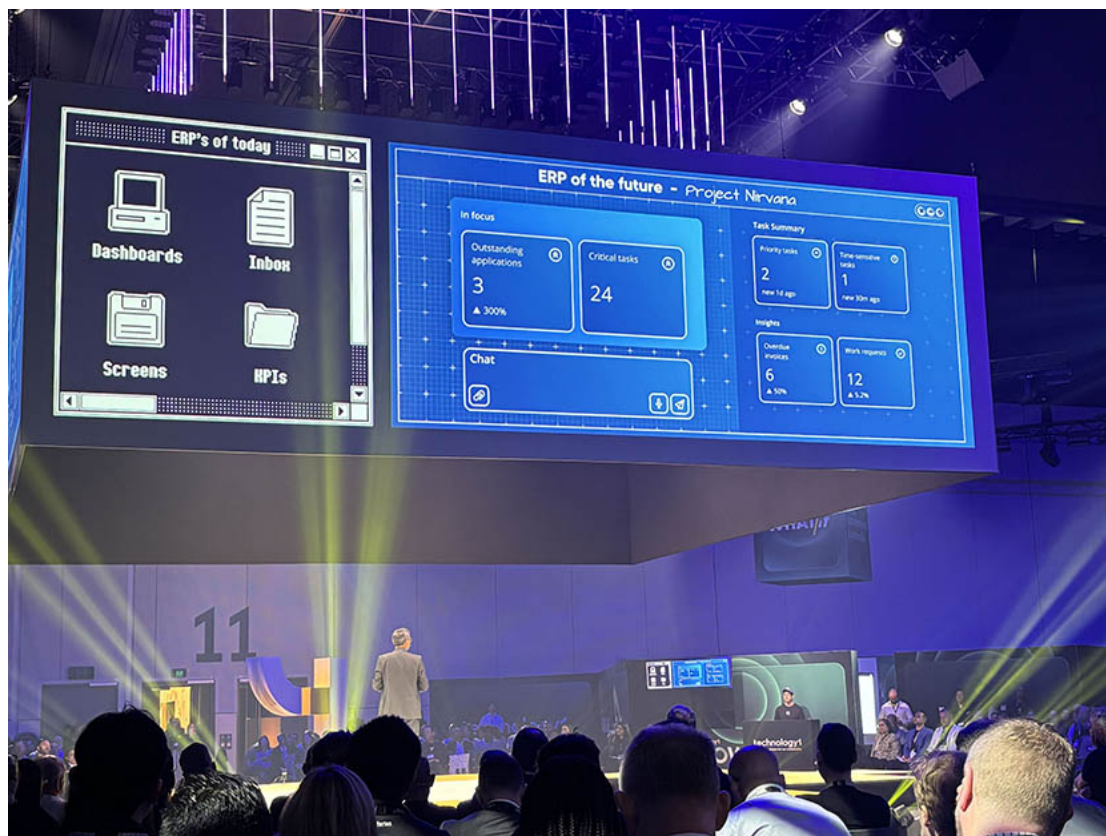 ERP's of today
Dashboards
Inbox
Screens
KPIs
ERP of the future - Project Nirvana
In focus
Outstanding
applications
3
▲ 300%
Critical tasks
24
Chat
Task Summary
Priority tasks
2
new 1d ago
Time-sensitive
tasks
1
new 30m ago
Insights
Overdue
invoices
6
▲ 50%
Work requests
12
▲ 5.2%
11
technology1